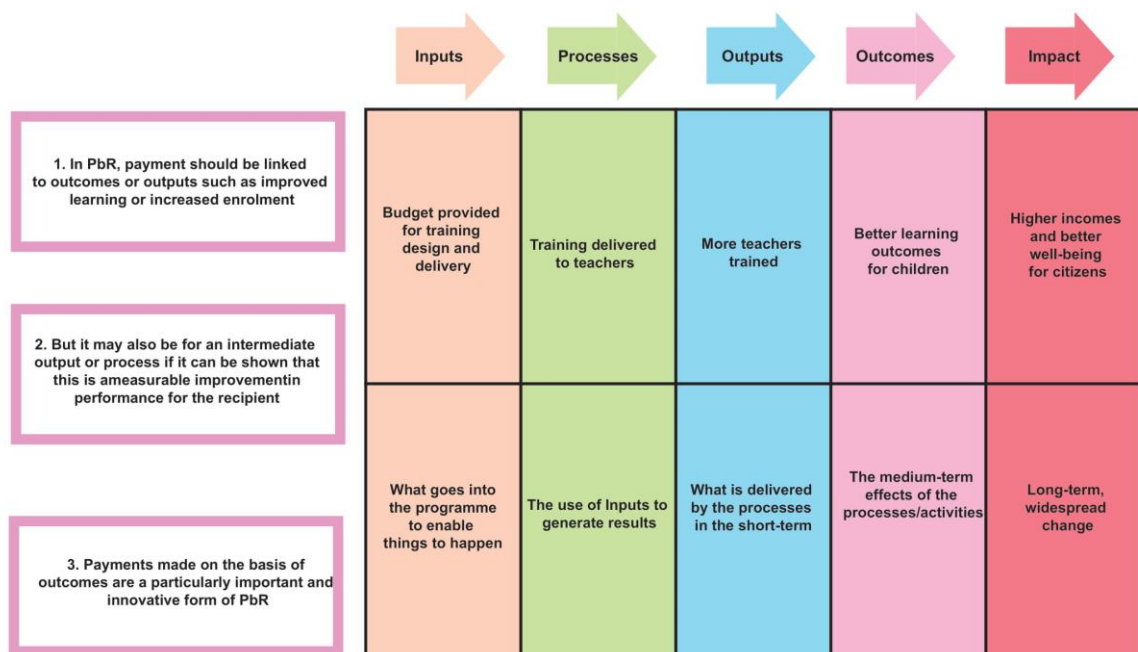 Inputs
Processes
Outputs
Outcomes
Impact
1. In PbR, payment should be linked
to outcomes or outputs such as improved
learning or increased enrolment
2. But it may also be for an intermediate
output or process if it can be shown that
this is ameasurable improvementin
performance for the recipient
3. Payments made on the basis of
outcomes are a particularly important and
innovative form of PbR
Budget provided
for training
design and
delivery
Training delivered
to teachers
More teachers
trained
Better learning
outcomes
for children
Higher incomes
and better
well-being
for citizens
What goes into
the programme
to enable
things to happen
The use of Inputs to
generate results
What is delivered
by the processes
in the short-term
The medium-term
effects of the
processes/activities
Long-term,
widespread
change